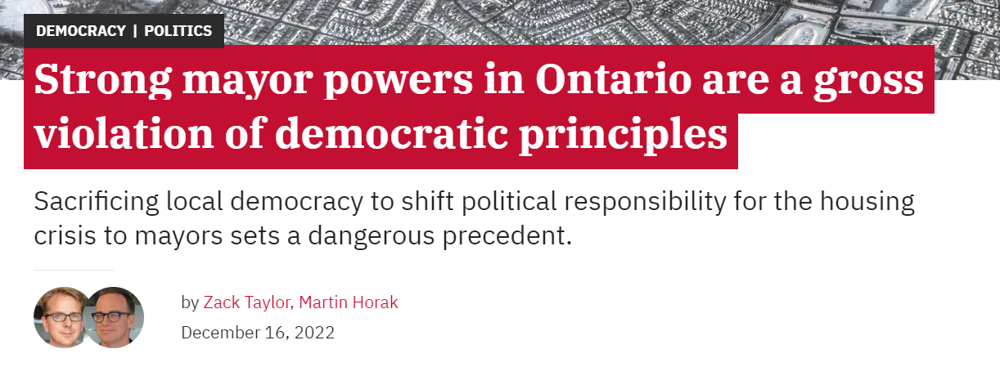 DEMOCRACY | POLITICS
Strong mayor powers in Ontario are a gross
violation of democratic principles
Sacrificing local democracy to shift political responsibility for the housing
crisis to mayors sets a dangerous precedent.
by Zack Taylor, Martin Horak
December 16, 2022